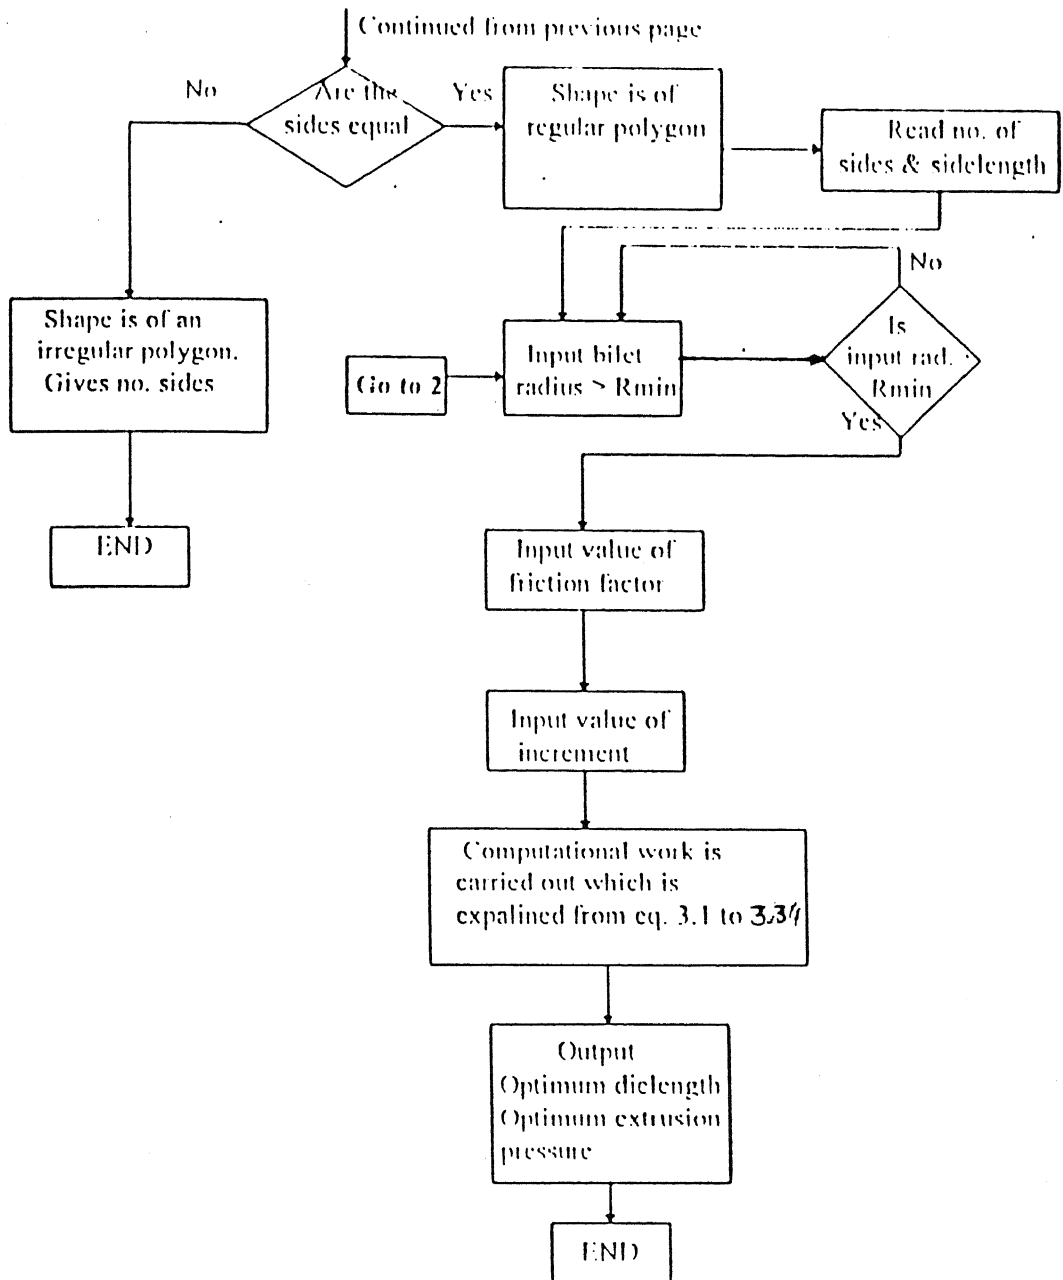 Continued from previous page
No
Are the
sides equal
Yes
Shape is of
regular polygon
Read no. of
sides & sidelength
No
Shape is of an
irregular polygon.
Gives no. sides
Go to 2
Input bilet
radius > Rmin
Is
input rad.
Rmin
Yes
END
Input value of
friction factor
Input value of
increment
Computational work is
carried out which is
expalined from eq. 3.1 to 3.34
Output
Optimum dielength
Optimum extrusion
pressure
END